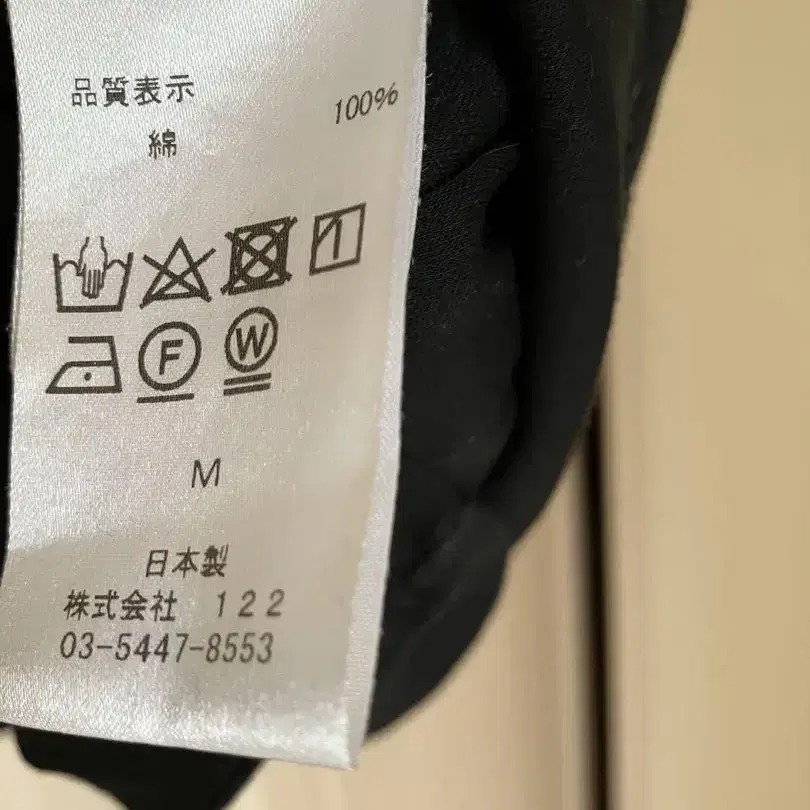 品質表示
綿 100%
F W
M
日本製
株式会社 122
03-5447-8553